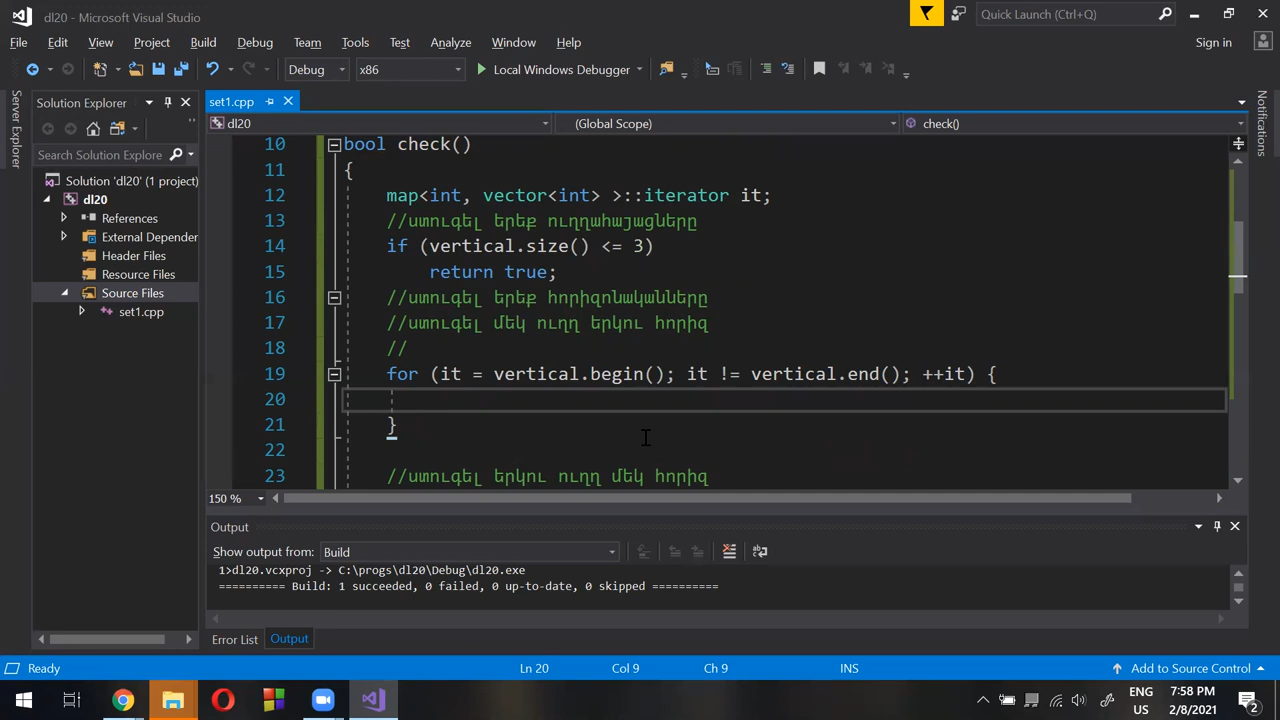 dl20 - Microsoft Visual Studio
Quick Launch (Ctrl+Q)
File Edit View Project Build Debug Team Tools Test Analyze Window Help
Sign in
Debug x86 Local Windows Debugger
Server Explorer
Solution Explorer
Search Solution Explorer
Solution 'dl20' (1 project)
dl20
References
External Dependen
Header Files
Resource Files
Source Files
set1.cpp
set1.cpp
dl20 (Global Scope) check()
10 bool check()
11 {
12 map<int, vector<int> >::iterator it;
13 //ստուգել երեք ուղղահայացները
14 if (vertical.size() <= 3)
15 return true;
16 //ստուգել երեք հորիզոնականները
17 //ստուգել մեկ ուղղ երկու հորիզ
18 //
19 for (it = vertical.begin(); it != vertical.end(); ++it) {
20
21 }
22
23 //ստուգել երկու ուղղ մեկ հորիզ
150 %
Notifications
Output
Show output from: Build
1>dl20.vcxproj -> C:\progs\dl20\Debug\dl20.exe
========== Build: 1 succeeded, 0 failed, 0 up-to-date, 0 skipped ==========
Error List Output
Ready Ln 20 Col 9 Ch 9 INS Add to Source Control
ENG 7:58 PM
US 2/8/2021
2